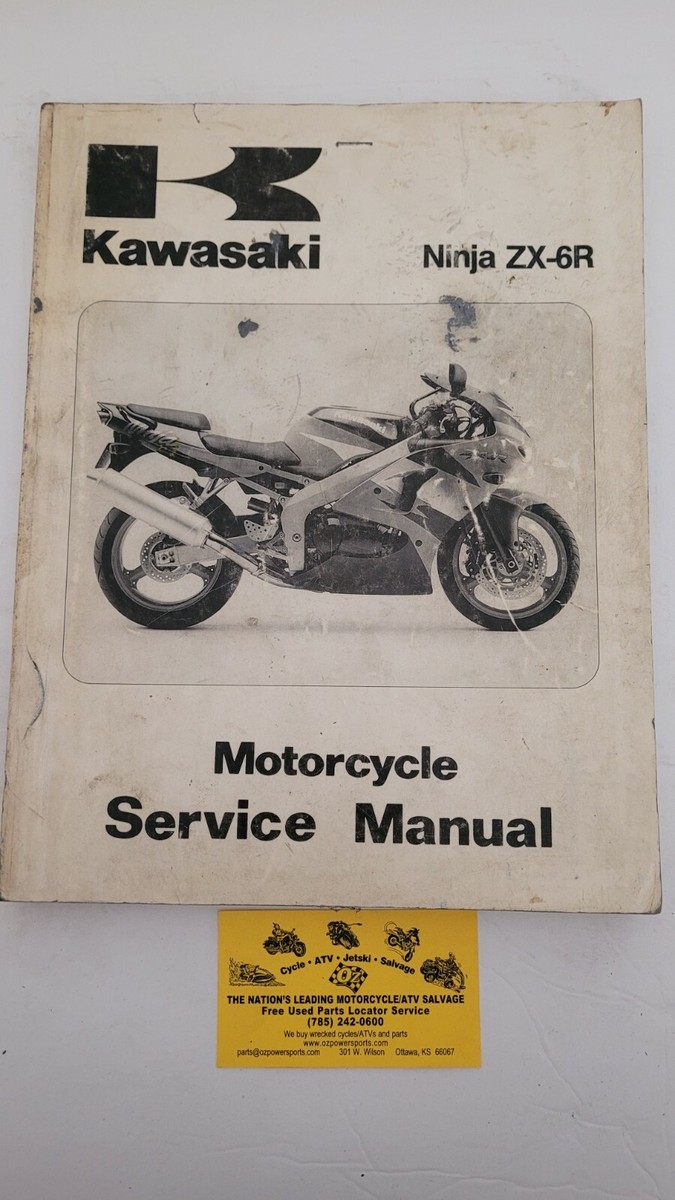 Kawasaki
Ninja ZX-6R
Motorcycle
Service Manual
Cycle • ATV • Jetski • Salvage
OZ
THE NATION'S LEADING MOTORCYCLE/ATV SALVAGE
Free Used Parts Locator Service
(785) 242-0600
We buy wrecked cycles/ATVs and parts
www.ozpowersports.com
parts@ozpowersports.com 301 W. Wilson Ottawa, KS 66067